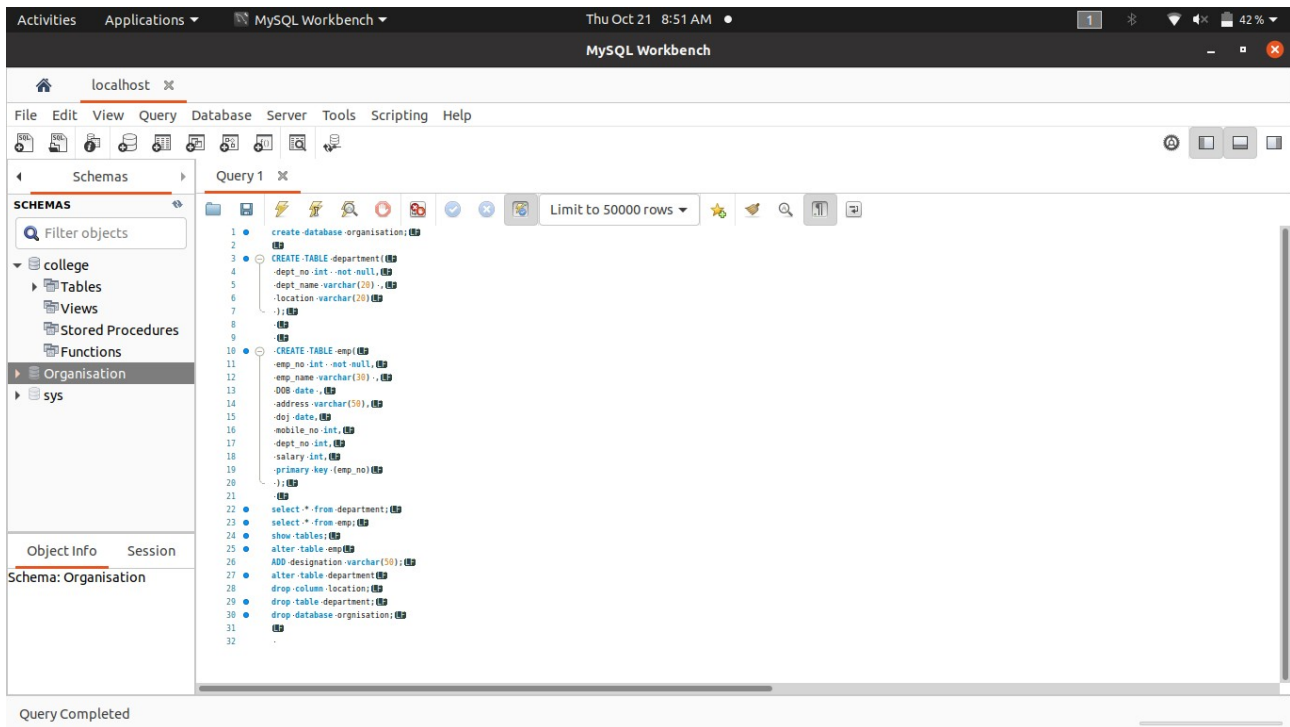 Activities Applications MySQL Workbench Thu Oct 21 8:51 AM 1 42%
MySQL Workbench
localhost
File Edit View Query Database Server Tools Scripting Help
Schemas Query 1
SCHEMAS
Limit to 50000 rows
Filter objects
college
Tables
Views
Stored Procedures
Functions
Organisation
sys
1 create database organisation;
2
3 CREATE TABLE department(
4 dept_no int not null,
5 dept_name varchar(20) ,
6 location varchar(20)
7 );
8
9
10 CREATE TABLE emp(
11 emp_no int not null,
12 emp_name varchar(30) ,
13 DOB date ,
14 address varchar(50),
15 doj date,
16 mobile_no int,
17 dept_no int,
18 salary int,
19 primary key (emp_no)
20 );
21
22 select * from department;
23 select * from emp;
24 show tables;
25 alter table emp
26 ADD designation varchar(50);
27 alter table department
28 drop column location;
29 drop table department;
30 drop database orgnisation;
31
32
Object Info Session
Schema: Organisation
Query Completed